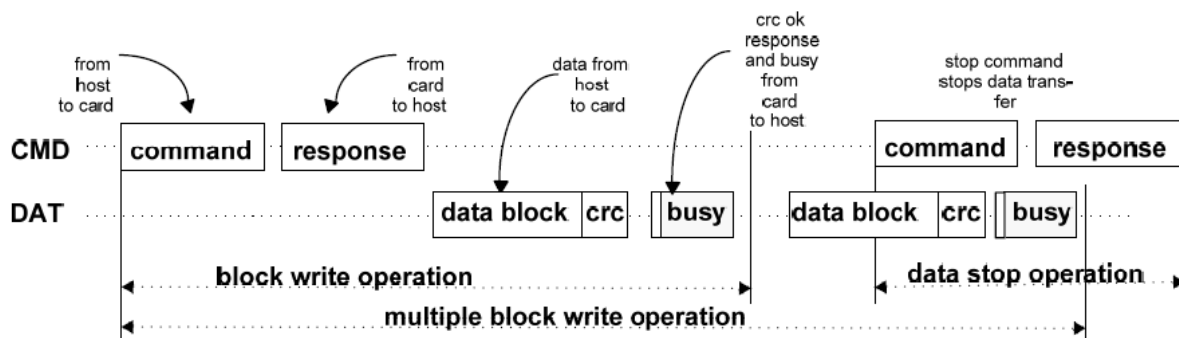 from
host
to card
from
card
to host
data from
host
to card
crc ok
response
and busy
from
card
to host
stop command
stops data trans-
fer
CMD
command
response
command
response
DAT
data block
crc
busy
data block
crc
busy
block write operation
data stop operation
multiple block write operation